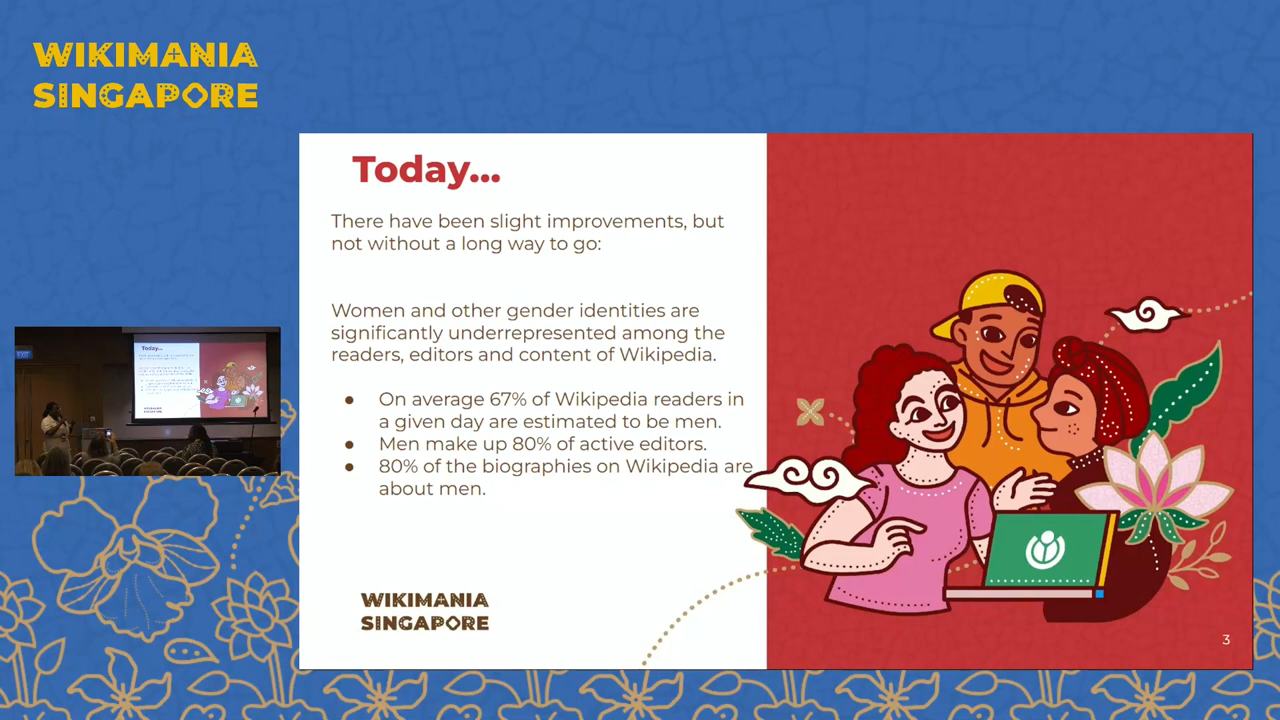 WIKIMANIA
SINGAPORE
Today...
There have been slight improvements, but
not without a long way to go:
Women and other gender identities are
significantly underrepresented among the
readers, editors and content of Wikipedia.
● On average 67% of Wikipedia readers in
a given day are estimated to be men.
● Men make up 80% of active editors.
● 80% of the biographies on Wikipedia are
about men.
WIKIMANIA
SINGAPORE
3
EXIT
Today...